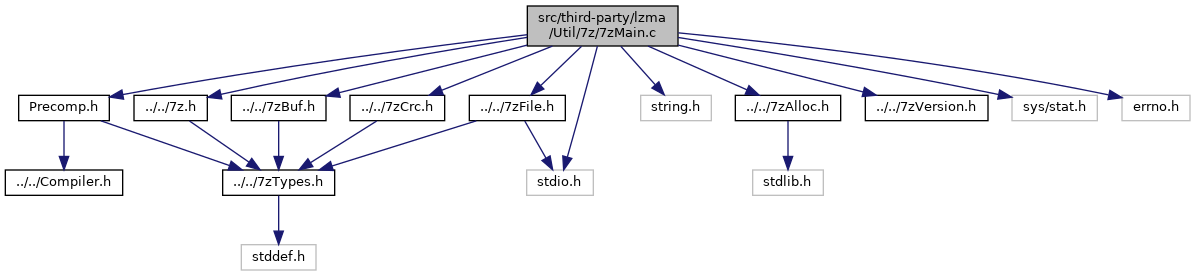 src/third-party/lzma
/Util/7z/7zMain.c
Precomp.h
../../7z.h
../../7zBuf.h
../../7zCrc.h
../../7zFile.h
string.h
../../7zAlloc.h
../../7zVersion.h
sys/stat.h
errno.h
../../Compiler.h
../../7zTypes.h
stdio.h
stdlib.h
stddef.h